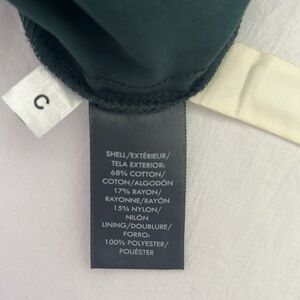 C
SHELL/EXTÉRIEUR/
TELA EXTERIOR:
68% COTTON/
COTON/ALGODÓN
17% RAYON/
RAYONNE/RAYÓN
15% NYLON/
NILÓN
LINING/DOUBLURE/
FORRO:
100% POLYESTER/
POLIÉSTER